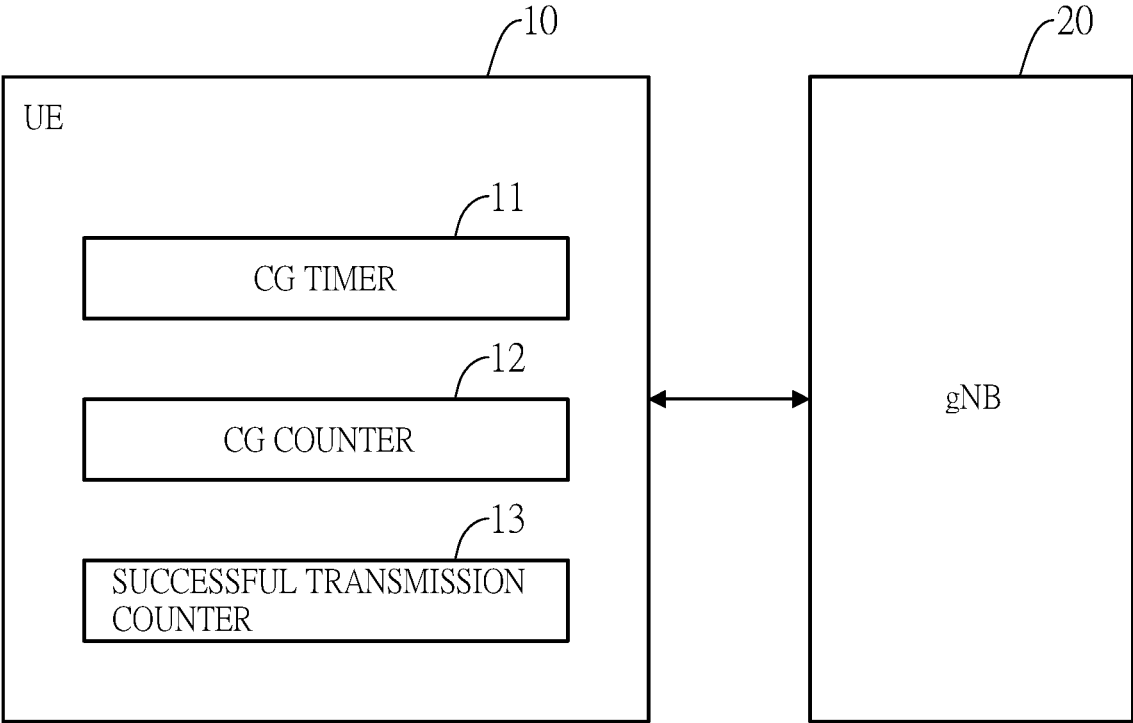 10
20
UE
11
CG TIMER
12
CG COUNTER
gNB
13
SUCCESSFUL TRANSMISSION
COUNTER